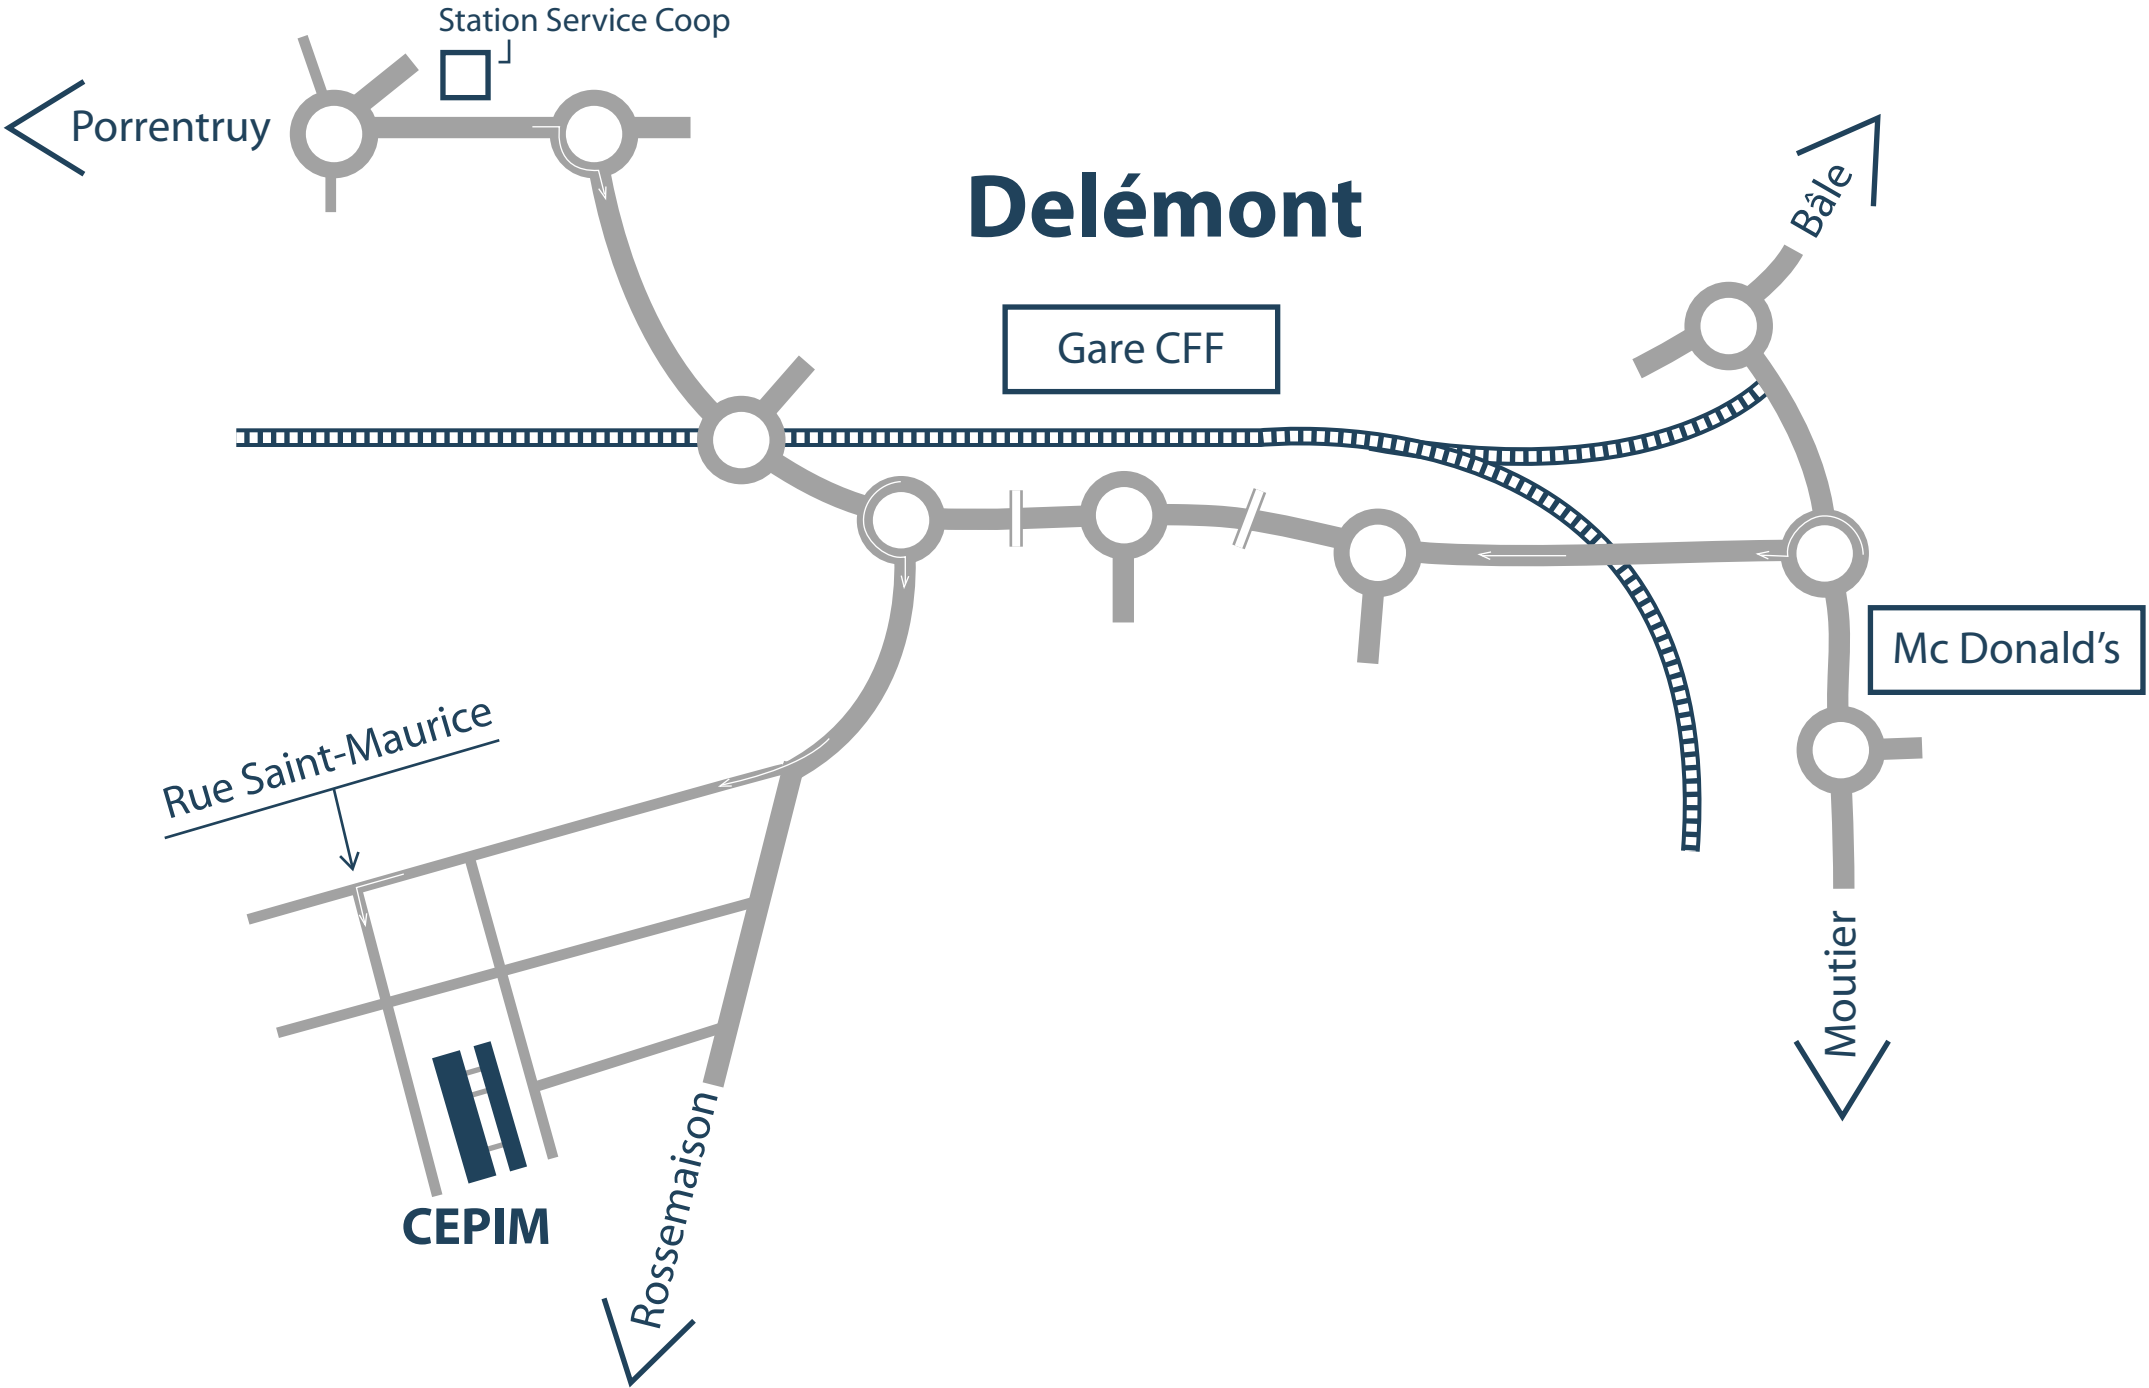 Station Service Coop
Porrentruy
Delémont
Bâle
Gare CFF
Mc Donald’s
Rue Saint-Maurice
Moutier
Rossemaison
CEPIM